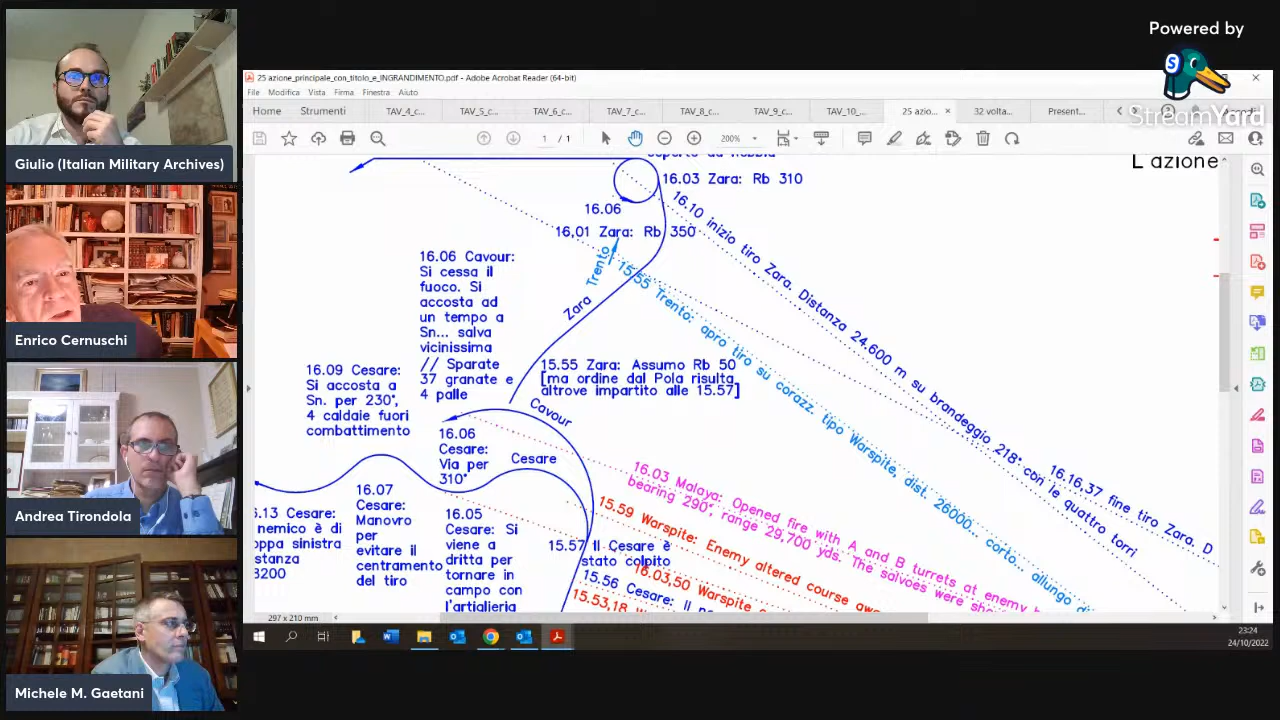 Powered by
StreamYard
Giulio (Italian Military Archives)
Enrico Cernuschi
Andrea Tirondola
Michele M. Gaetani
25 azione_principale_con_titolo_e_INGRANDIMENTO.pdf - Adobe Acrobat Reader (64-bit)
File Modifica Vista Firma Finestra Aiuto
Home Strumenti TAV_4_c... TAV_5_c... TAV_6_c... TAV_7_c... TAV_8_c... TAV_9_c... TAV_10_... 25 azio... 32 volta... Present...
1 / 1
200%
L azione
16.03 Zara: Rb 310
16.06
16.01 Zara: Rb 350
16.10 inizio tiro Zara. Distanza 24.600 m su brandeggio 218° con le quattro torri
16.16.37 fine tiro Zara. D
Trento
Zara
15.55 Trento: apro tiro su corazz. tipo Warspite, dist. 26000... corto... allungo di
16.06 Cavour:
Si cessa il
fuoco. Si
accosta ad
un tempo a
Sn... salva
vicinissima
// Sparate
37 granate e
4 palle
15.55 Zara: Assumo Rb 50
[ma ordine dal Pola risulta
altrove impartito alle 15.57]
16.09 Cesare:
Si accosta a
Sn. per 230°,
4 caldaie fuori
combattimento
Cavour
16.06
Cesare:
Via per
310°
Cesare
16.03 Malaya: Opened fire with A and B turrets at enemy
bearing 290°, range 29.700 yds. The salvoes were
15.59 Warspite: Enemy altered course
16.07
Cesare:
Manovro
per
evitare il
centramento
del tiro
16.05
Cesare: Si
viene a
dritta per
tornare in
campo con
l'artialieria
.13 Cesare:
nemico è di
oppa sinistra
stanza
3200
15.57 Il Cesare è
stato colpito
16.03,50 Warspite
15.56 Cesare: Il
15.53,18
297 x 210 mm
23:24
24/10/2022